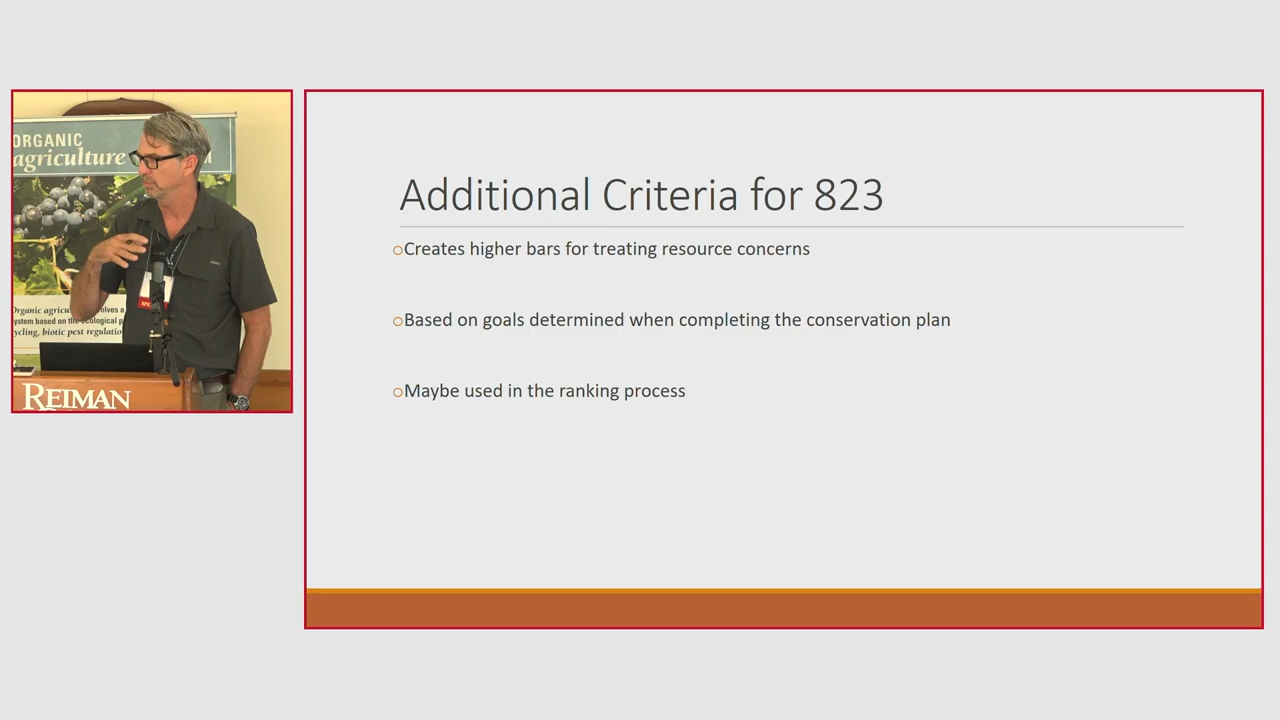 ORGANIC
agriculture
REIMAN
Additional Criteria for 823
Creates higher bars for treating resource concerns
Based on goals determined when completing the conservation plan
Maybe used in the ranking process